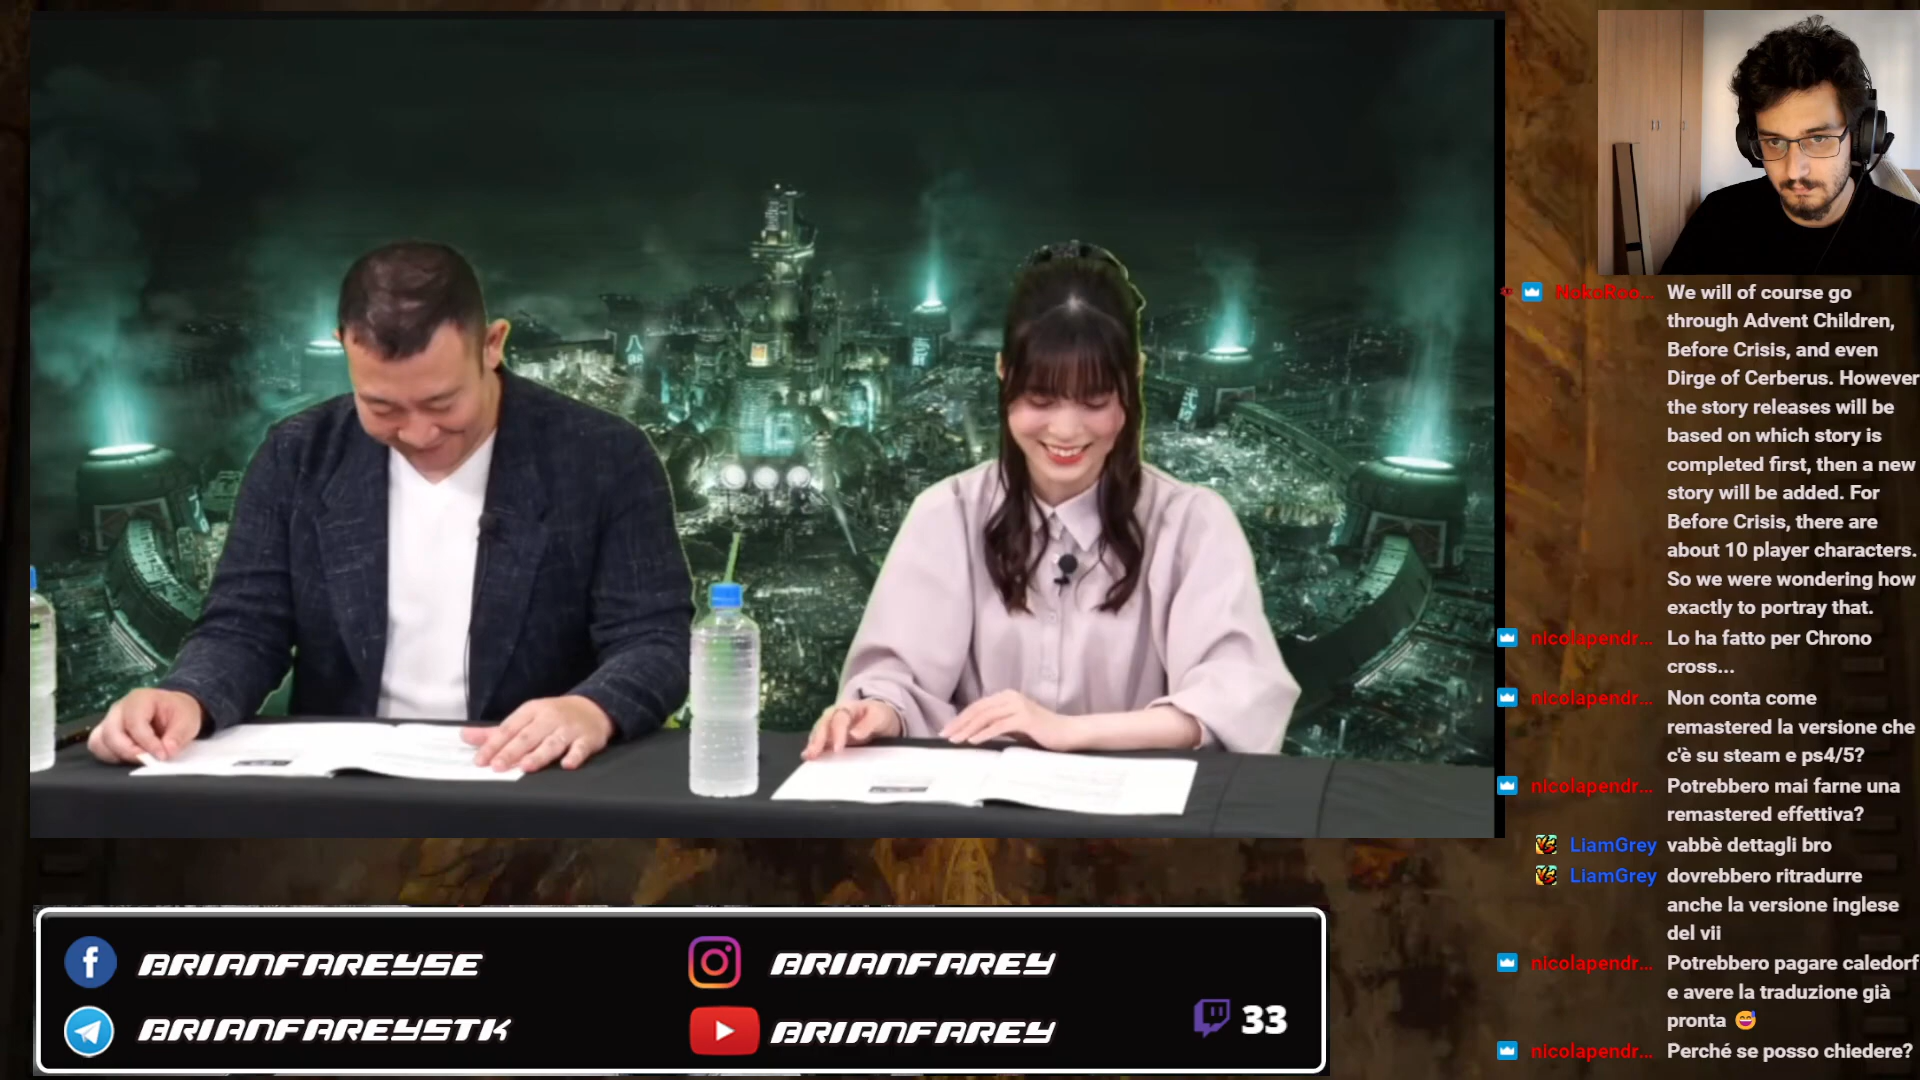 NokoRoo... We will of course go
through Advent Children,
Before Crisis, and even
Dirge of Cerberus. However
the story releases will be
based on which story is
completed first, then a new
story will be added. For
Before Crisis, there are
about 10 player characters.
So we were wondering how
exactly to portray that.
nicolapendr... Lo ha fatto per Chrono
cross...
nicolapendr... Non conta come
remastered la versione che
c'è su steam e ps4/5?
nicolapendr... Potrebbero mai farne una
remastered effettiva?
LiamGrey vabbè dettagli bro
LiamGrey dovrebbero ritradurre
anche la versione inglese
del vii
nicolapendr... Potrebbero pagare caledorf
e avere la traduzione già
pronta 😅
nicolapendr... Perché se posso chiedere?
BRIANFAREYSE
BRIANFAREY
BRIANFAREYSTK
BRIANFAREY
33